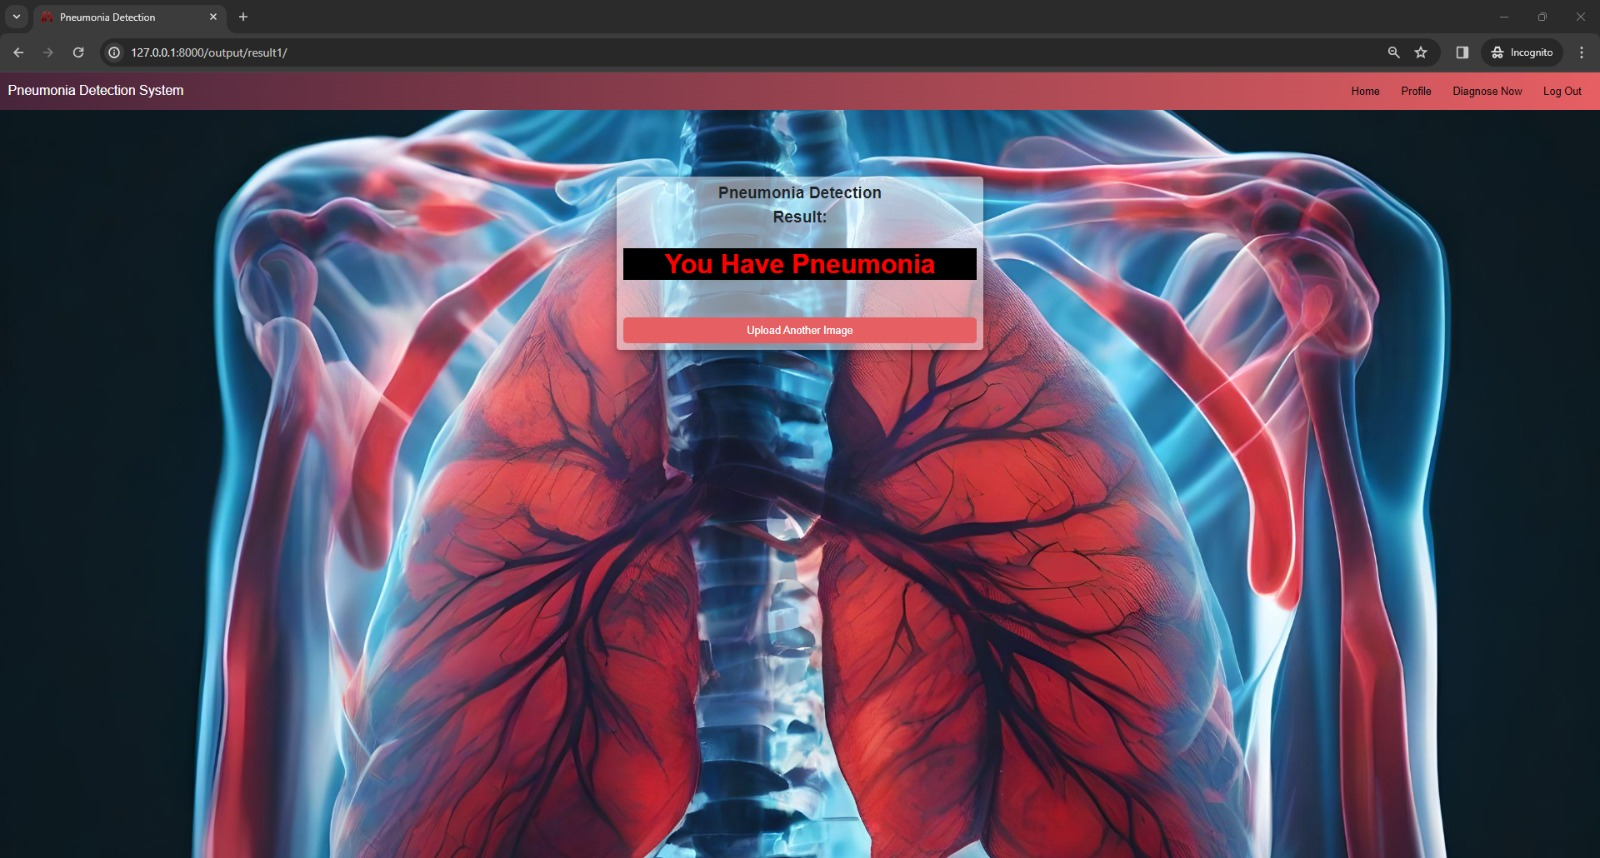 Pneumonia Detection
127.0.0.1:8000/output/result1/
Incognito
Pneumonia Detection System
Home Profile Diagnose Now Log Out
Pneumonia Detection
Result:
You Have Pneumonia
Upload Another Image